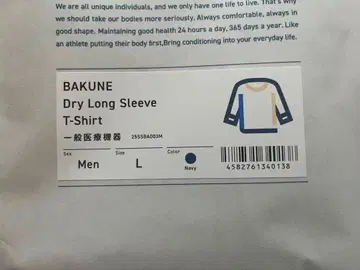 We are all unique individuals, and we only have one life to live. That's why
we should take our bodies more seriously. Always comfortable, always in
good shape. Maintaining good health 24 hours a day, 365 days a year. Like
an athlete putting their body first, Bring conditioning into your everyday life.
BAKUNE
Dry Long Sleeve
T-Shirt
一般医療機器 25SSBA003M
Sex Size Color
Men L Navy
4582761340138